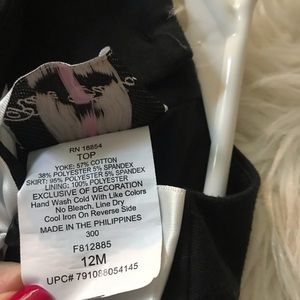 RN 18854
TOP
YOKE: 57% COTTON
38% POLYESTER 5% SPANDEX
SKIRT: 95% POLYESTER 5% SPANDEX
LINING: 100% POLYESTER
EXCLUSIVE OF DECORATION
Hand Wash Cold With Like Colors
No Bleach, Line Dry
Cool Iron On Reverse Side
MADE IN THE PHILIPPINES
300
F812885
12M
UPC# 791088054145